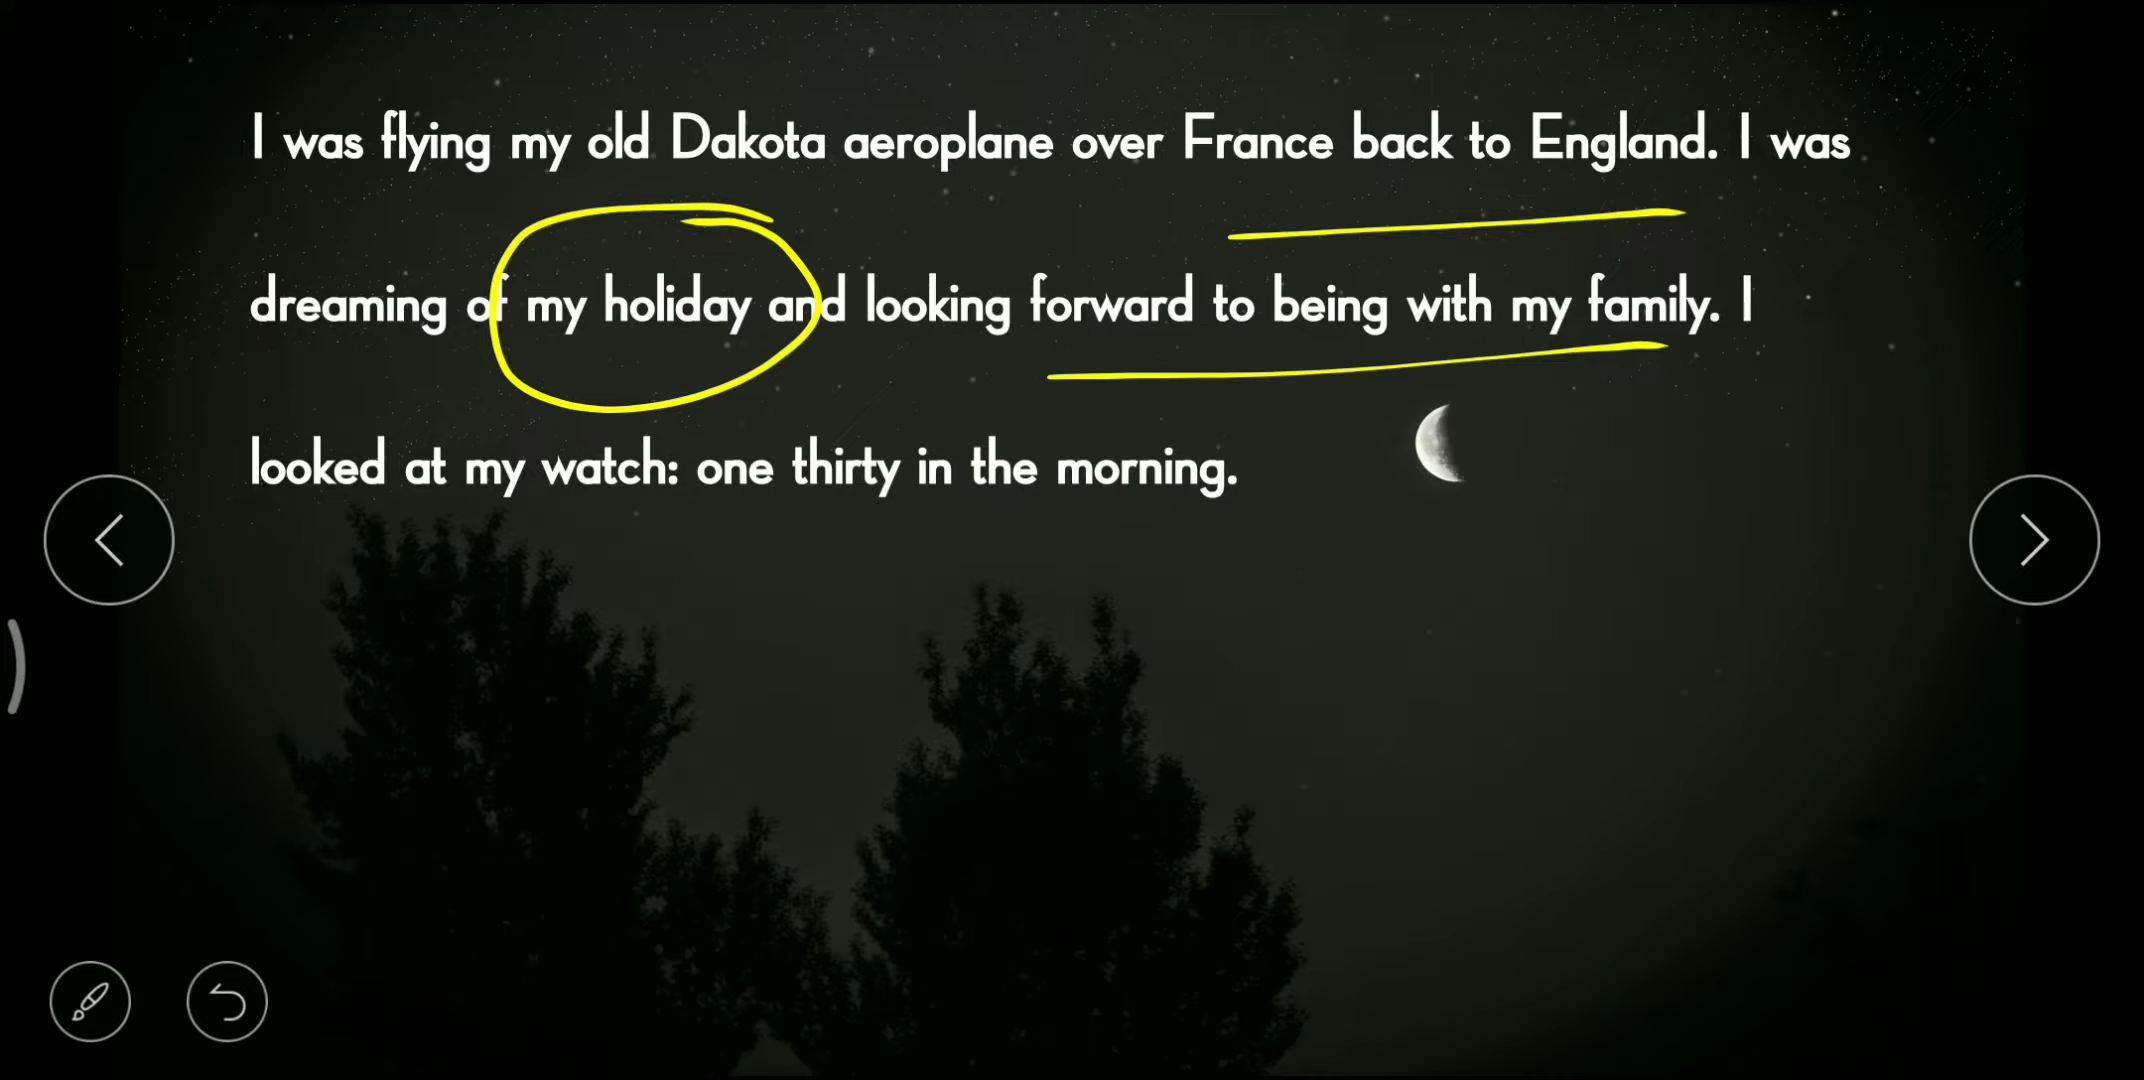 I was flying my old Dakota aeroplane over France back to England. I was
dreaming of my holiday and looking forward to being with my family. I
looked at my watch: one thirty in the morning.